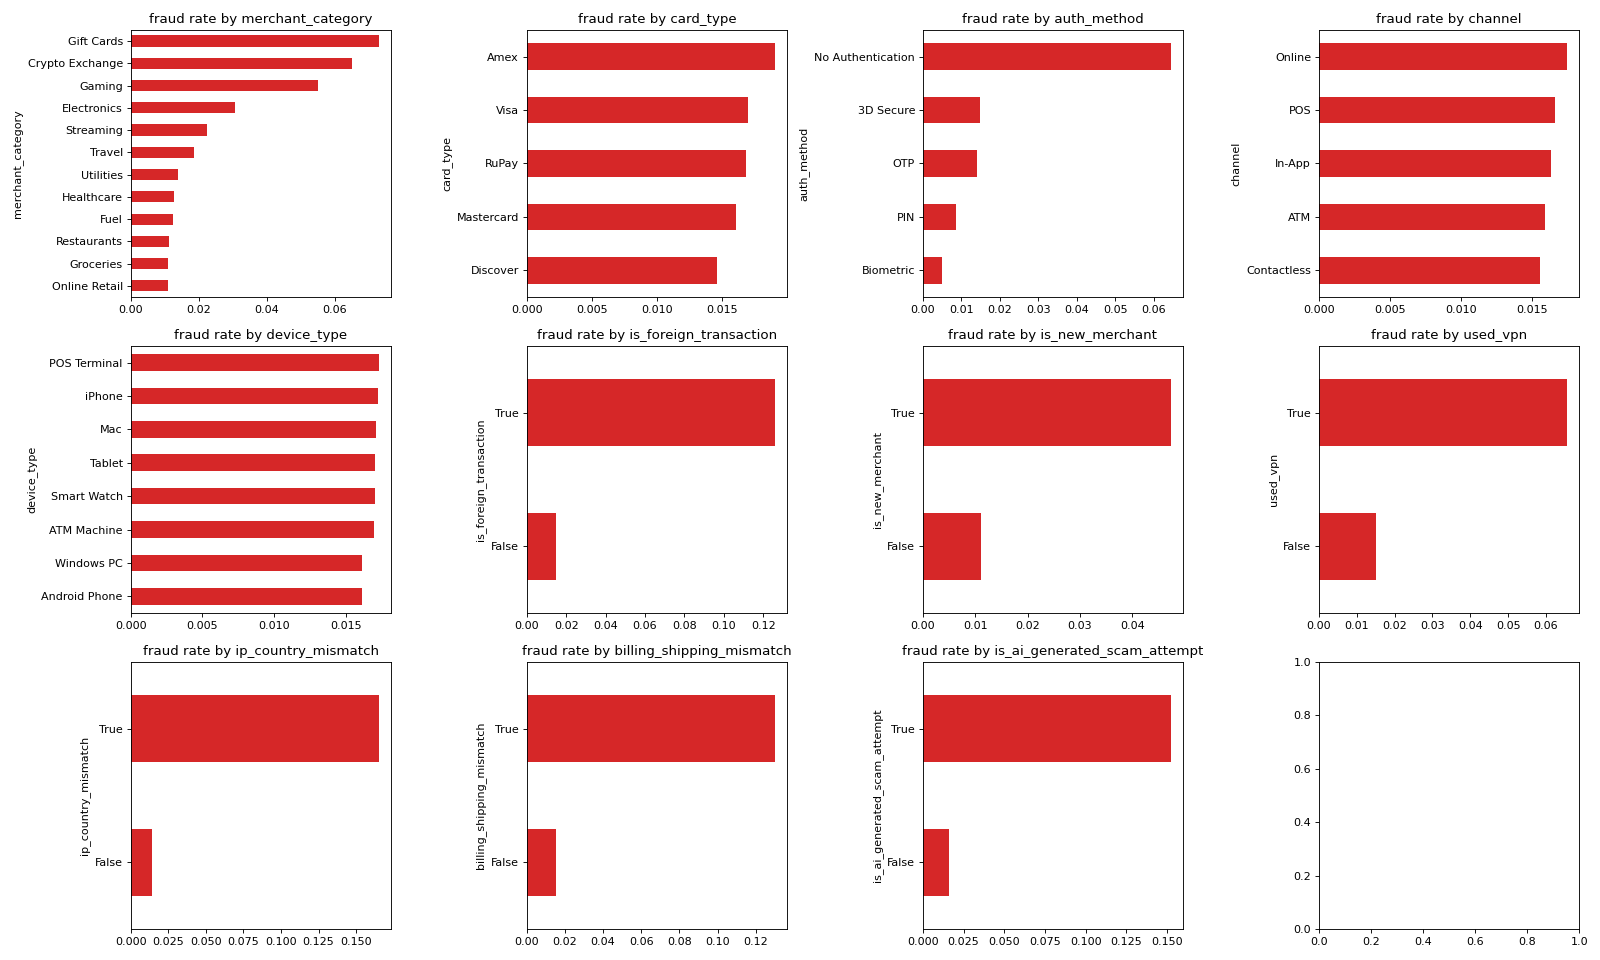 fraud rate by merchant_category
merchant_category
Gift Cards
Crypto Exchange
Gaming
Electronics
Streaming
Travel
Utilities
Healthcare
Fuel
Restaurants
Groceries
Online Retail
0.00 0.02 0.04 0.06
fraud rate by card_type
card_type
Amex
Visa
RuPay
Mastercard
Discover
0.000 0.005 0.010 0.015
fraud rate by auth_method
auth_method
No Authentication
3D Secure
OTP
PIN
Biometric
0.00 0.01 0.02 0.03 0.04 0.05 0.06
fraud rate by channel
channel
Online
POS
In-App
ATM
Contactless
0.000 0.005 0.010 0.015
fraud rate by device_type
device_type
POS Terminal
iPhone
Mac
Tablet
Smart Watch
ATM Machine
Windows PC
Android Phone
0.000 0.005 0.010 0.015
fraud rate by is_foreign_transaction
is_foreign_transaction
True
False
0.00 0.02 0.04 0.06 0.08 0.10 0.12
fraud rate by is_new_merchant
is_new_merchant
True
False
0.00 0.01 0.02 0.03 0.04
fraud rate by used_vpn
used_vpn
True
False
0.00 0.01 0.02 0.03 0.04 0.05 0.06
fraud rate by ip_country_mismatch
ip_country_mismatch
True
False
0.000 0.025 0.050 0.075 0.100 0.125 0.150
fraud rate by billing_shipping_mismatch
billing_shipping_mismatch
True
False
0.00 0.02 0.04 0.06 0.08 0.10 0.12
fraud rate by is_ai_generated_scam_attempt
is_ai_generated_scam_attempt
True
False
0.000 0.025 0.050 0.075 0.100 0.125 0.150
1.0
0.8
0.6
0.4
0.2
0.0
0.0 0.2 0.4 0.6 0.8 1.0